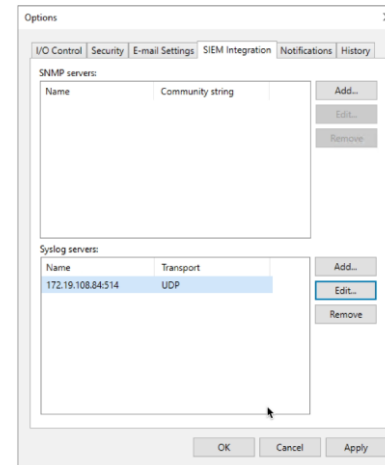 Options
I/O Control Security E-mail Settings SIEM Integration Notifications History
SNMP servers:
Name Community string
Add...
Edit...
Remove
Syslog servers:
Name Transport
172.19.108.84:514 UDP
Add...
Edit...
Remove
OK Cancel Apply